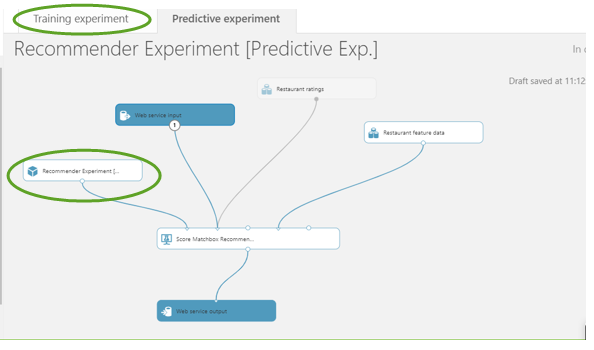 Training experiment
Predictive experiment
Recommender Experiment [Predictive Exp.]
In
Draft saved at 11:12
Restaurant ratings
Web service input
1
Restaurant feature data
Recommender Experiment [...
Score Matchbox Recommen...
Web service output